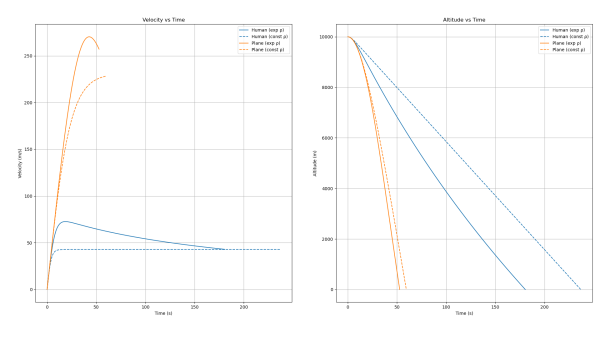 Velocity vs Time
Human (exp ρ)
Human (const ρ)
Plane (exp ρ)
Plane (const ρ)
Velocity (m/s)
250
200
150
100
50
0
0
50
100
150
200
Time (s)
Altitude vs Time
Human (exp ρ)
Human (const ρ)
Plane (exp ρ)
Plane (const ρ)
Altitude (m)
10000
8000
6000
4000
2000
0
0
50
100
150
200
Time (s)